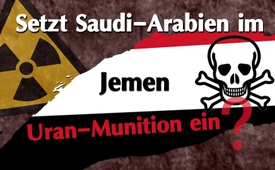 Setzt Saudi-Arabien im
Jemen
Uran-Munition ein?